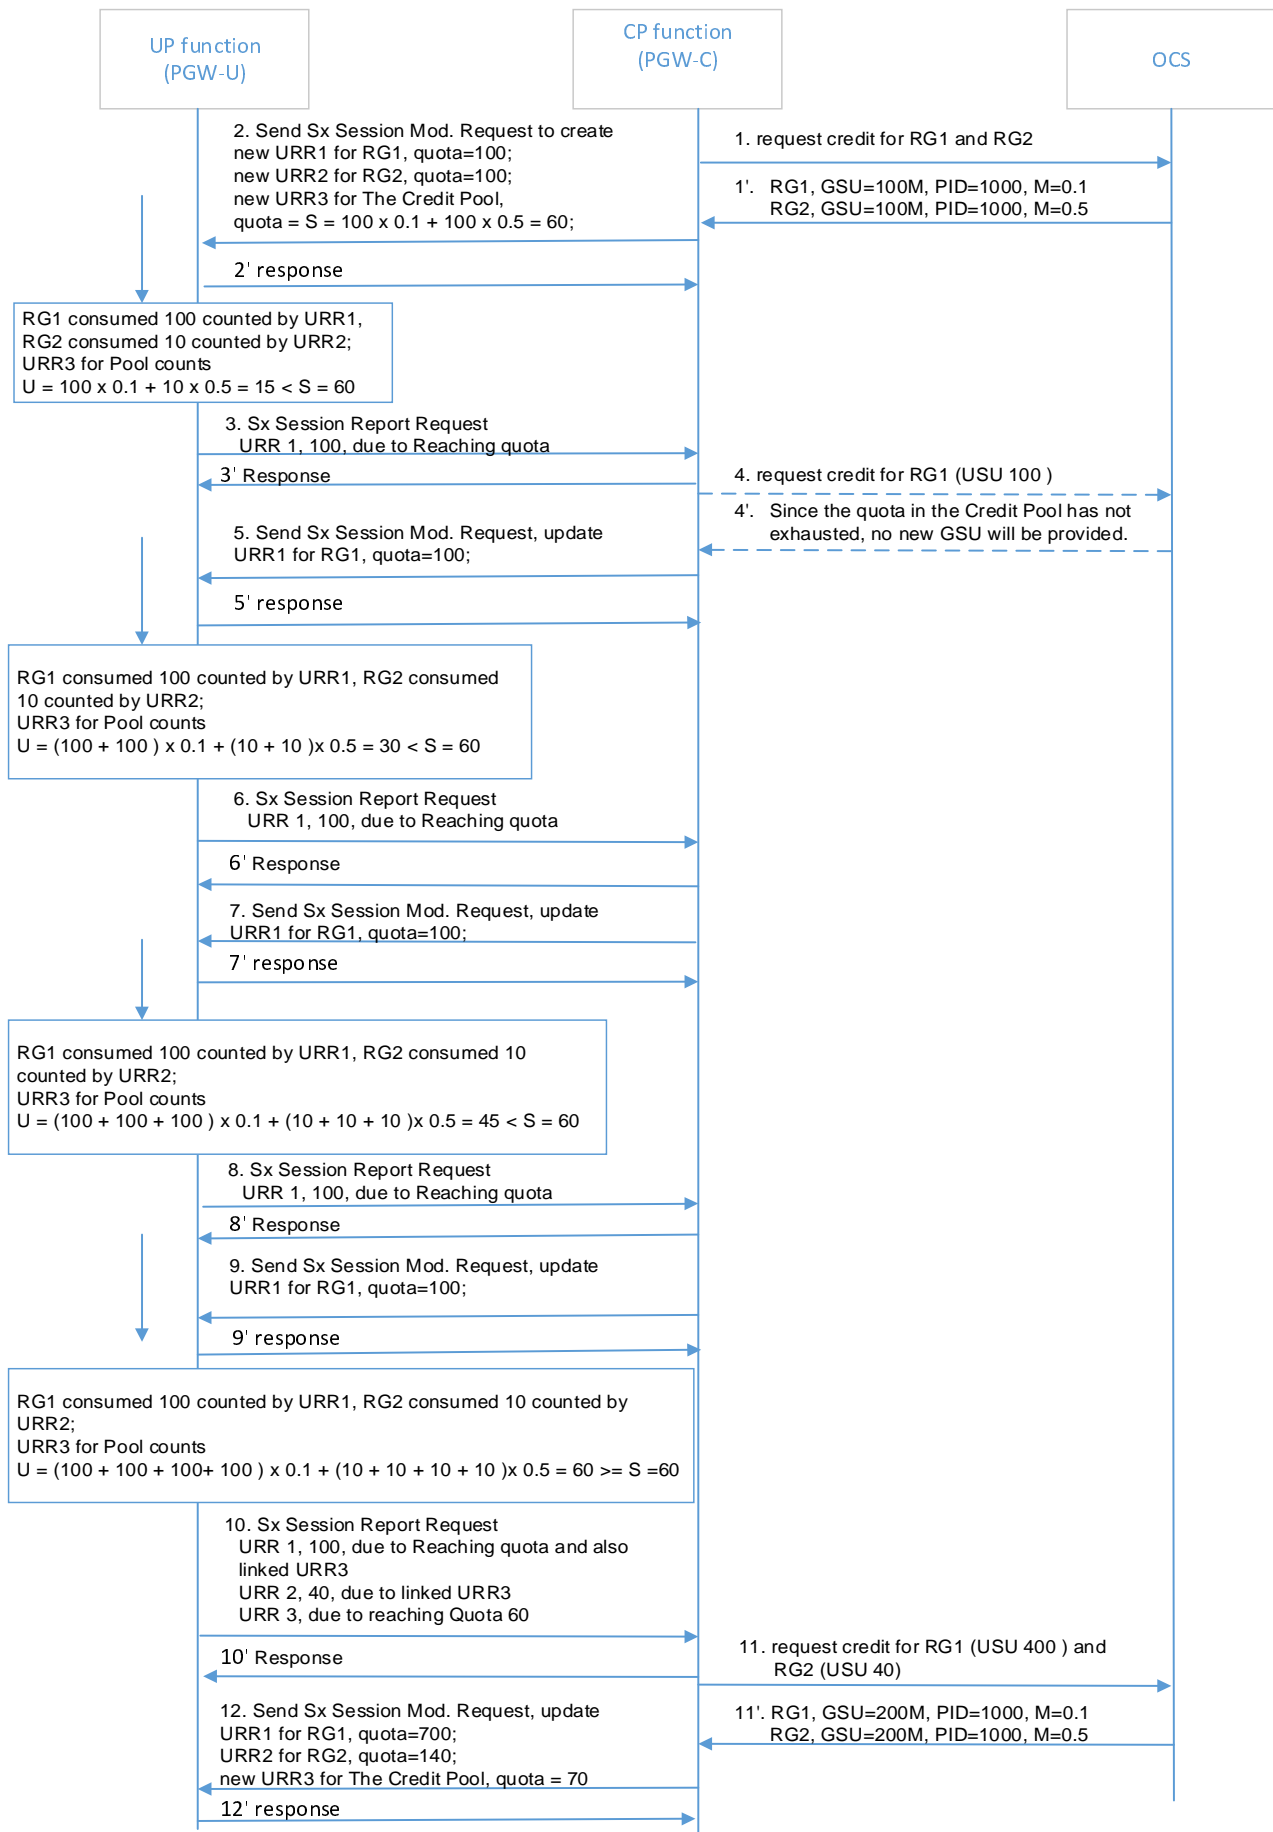 UP function
(PGW-U)
CP function
(PGW-C)
OCS
2. Send Sx Session Mod. Request to create
new URR1 for RG1, quota=100;
new URR2 for RG2, quota=100;
new URR3 for The Credit Pool,
quota = S = 100 x 0.1 + 100 x 0.5 = 60;
1. request credit for RG1 and RG2
1'. RG1, GSU=100M, PID=1000, M=0.1
RG2, GSU=100M, PID=1000, M=0.5
2' response
RG1 consumed 100 counted by URR1,
RG2 consumed 10 counted by URR2;
URR3 for Pool counts
U = 100 x 0.1 + 10 x 0.5 = 15 < S = 60
3. Sx Session Report Request
URR 1, 100, due to Reaching quota
3' Response
4. request credit for RG1 (USU 100 )
4'. Since the quota in the Credit Pool has not
exhausted, no new GSU will be provided.
5. Send Sx Session Mod. Request, update
URR1 for RG1, quota=100;
5' response
RG1 consumed 100 counted by URR1, RG2 consumed
10 counted by URR2;
URR3 for Pool counts
U = (100 + 100 ) x 0.1 + (10 + 10 )x 0.5 = 30 < S = 60
6. Sx Session Report Request
URR 1, 100, due to Reaching quota
6' Response
7. Send Sx Session Mod. Request, update
URR1 for RG1, quota=100;
7' response
RG1 consumed 100 counted by URR1, RG2 consumed 10
counted by URR2;
URR3 for Pool counts
U = (100 + 100 + 100 ) x 0.1 + (10 + 10 + 10 )x 0.5 = 45 < S = 60
8. Sx Session Report Request
URR 1, 100, due to Reaching quota
8' Response
9. Send Sx Session Mod. Request, update
URR1 for RG1, quota=100;
9' response
RG1 consumed 100 counted by URR1, RG2 consumed 10 counted by
URR2;
URR3 for Pool counts
U = (100 + 100 + 100+ 100 ) x 0.1 + (10 + 10 + 10 + 10 )x 0.5 = 60 >= S =60
10. Sx Session Report Request
URR 1, 100, due to Reaching quota and also
linked URR3
URR 2, 40, due to linked URR3
URR 3, due to reaching Quota 60
10' Response
11. request credit for RG1 (USU 400 ) and
RG2 (USU 40)
12. Send Sx Session Mod. Request, update
URR1 for RG1, quota=700;
URR2 for RG2, quota=140;
new URR3 for The Credit Pool, quota = 70
11'. RG1, GSU=200M, PID=1000, M=0.1
RG2, GSU=200M, PID=1000, M=0.5
12' response